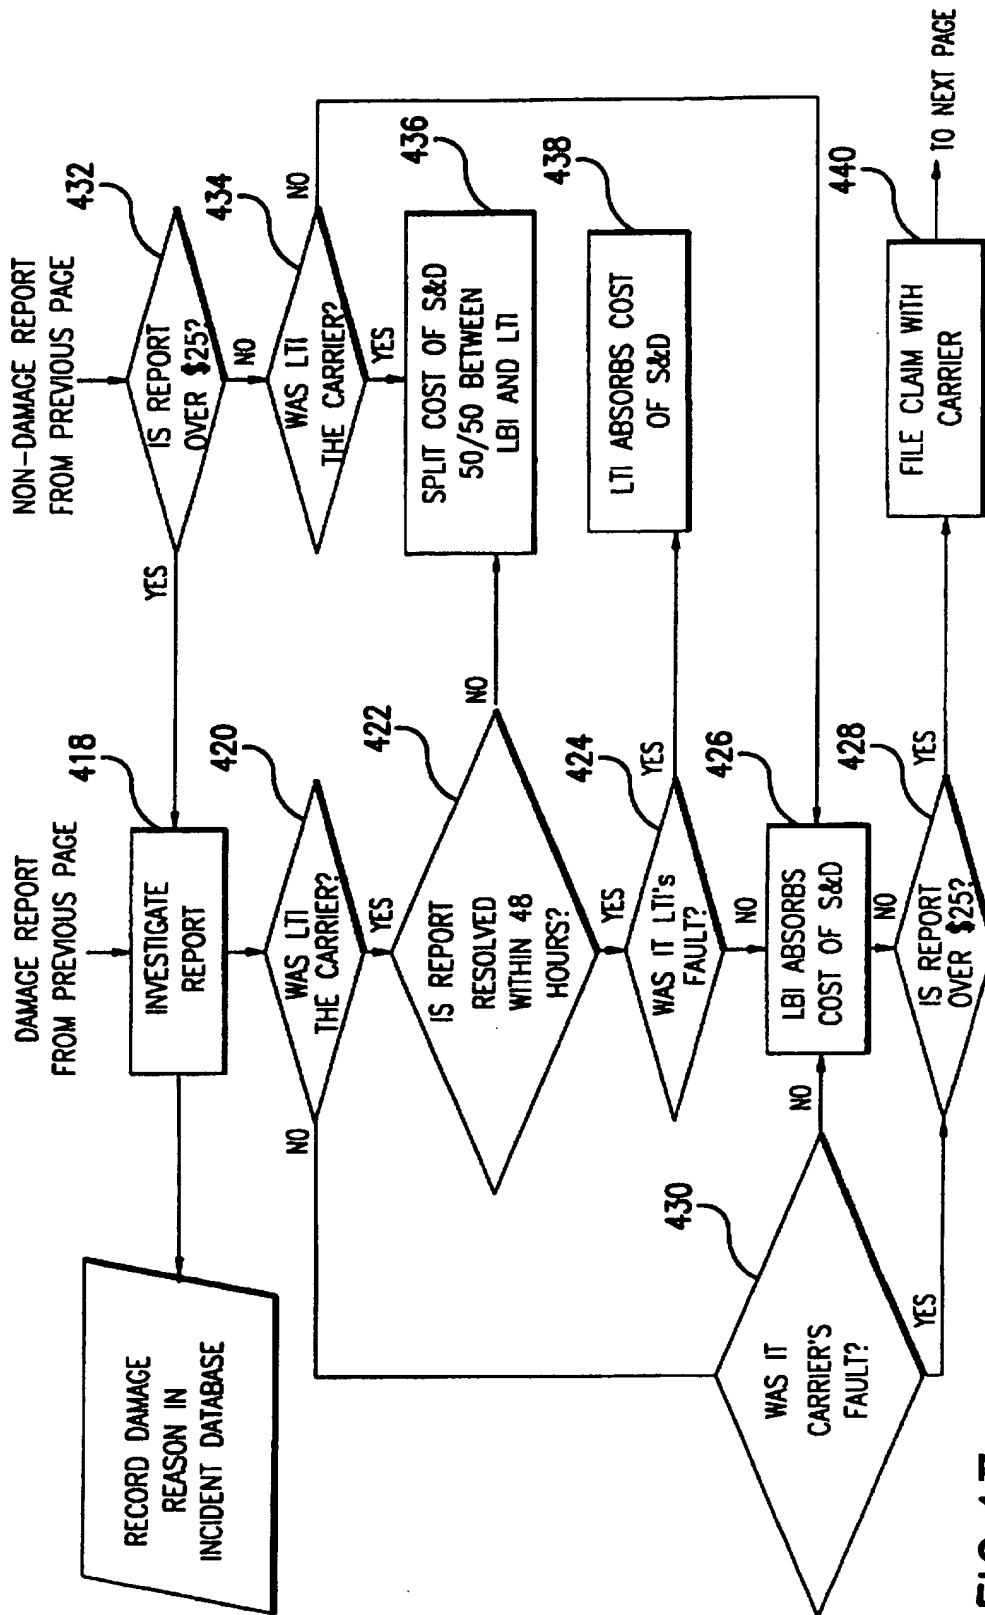 DAMAGE REPORT
FROM PREVIOUS PAGE
NON-DAMAGE REPORT
FROM PREVIOUS PAGE
RECORD DAMAGE
REASON IN
INCIDENT DATABASE
INVESTIGATE
REPORT
418
YES
IS REPORT
OVER $25?
432
NO
WAS LTI
THE CARRIER?
420
NO
YES
WAS LTI
THE CARRIER?
434
NO
YES
IS REPORT
RESOLVED
WITHIN 48
HOURS?
422
NO
YES
SPLIT COST OF S&D
50/50 BETWEEN
LBI AND LTI
436
WAS IT LTI's
FAULT?
424
YES
NO
LTI ABSORBS COST
OF S&D
438
WAS IT
CARRIER'S
FAULT?
430
NO
YES
LBI ABSORBS
COST OF S&D
426
NO
IS REPORT
OVER $25?
428
YES
FILE CLAIM WITH
CARRIER
440
TO NEXT PAGE